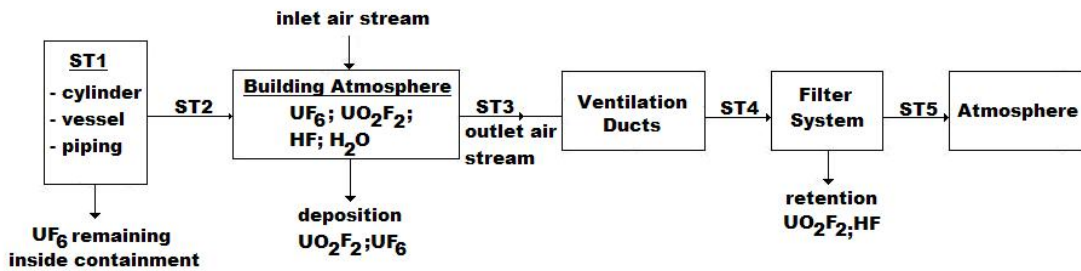 inlet air stream
ST1
- cylinder
- vessel
- piping
ST2
Building Atmosphere
UF6; UO2F2;
HF; H2O
ST3
outlet air
stream
Ventilation
Ducts
ST4
Filter
System
ST5
Atmosphere
UF6 remaining
inside containment
deposition
UO2F2;UF6
retention
UO2F2;HF